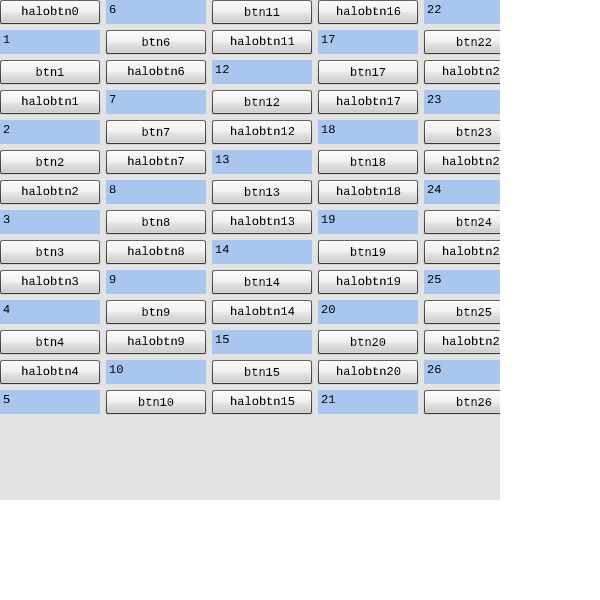 halobtn0
1
btn1
halobtn1
2
btn2
halobtn2
3
btn3
halobtn3
4
btn4
halobtn4
5
6
btn6
halobtn6
7
btn7
halobtn7
8
btn8
halobtn8
9
btn9
halobtn9
10
btn10
btn11
halobtn11
12
btn12
halobtn12
13
btn13
halobtn13
14
btn14
halobtn14
15
btn15
halobtn15
halobtn16
17
btn17
halobtn17
18
btn18
halobtn18
19
btn19
halobtn19
20
btn20
halobtn20
21
22
btn22
halobtn2
23
btn23
halobtn2
24
btn24
halobtn2
25
btn25
halobtn2
26
btn26